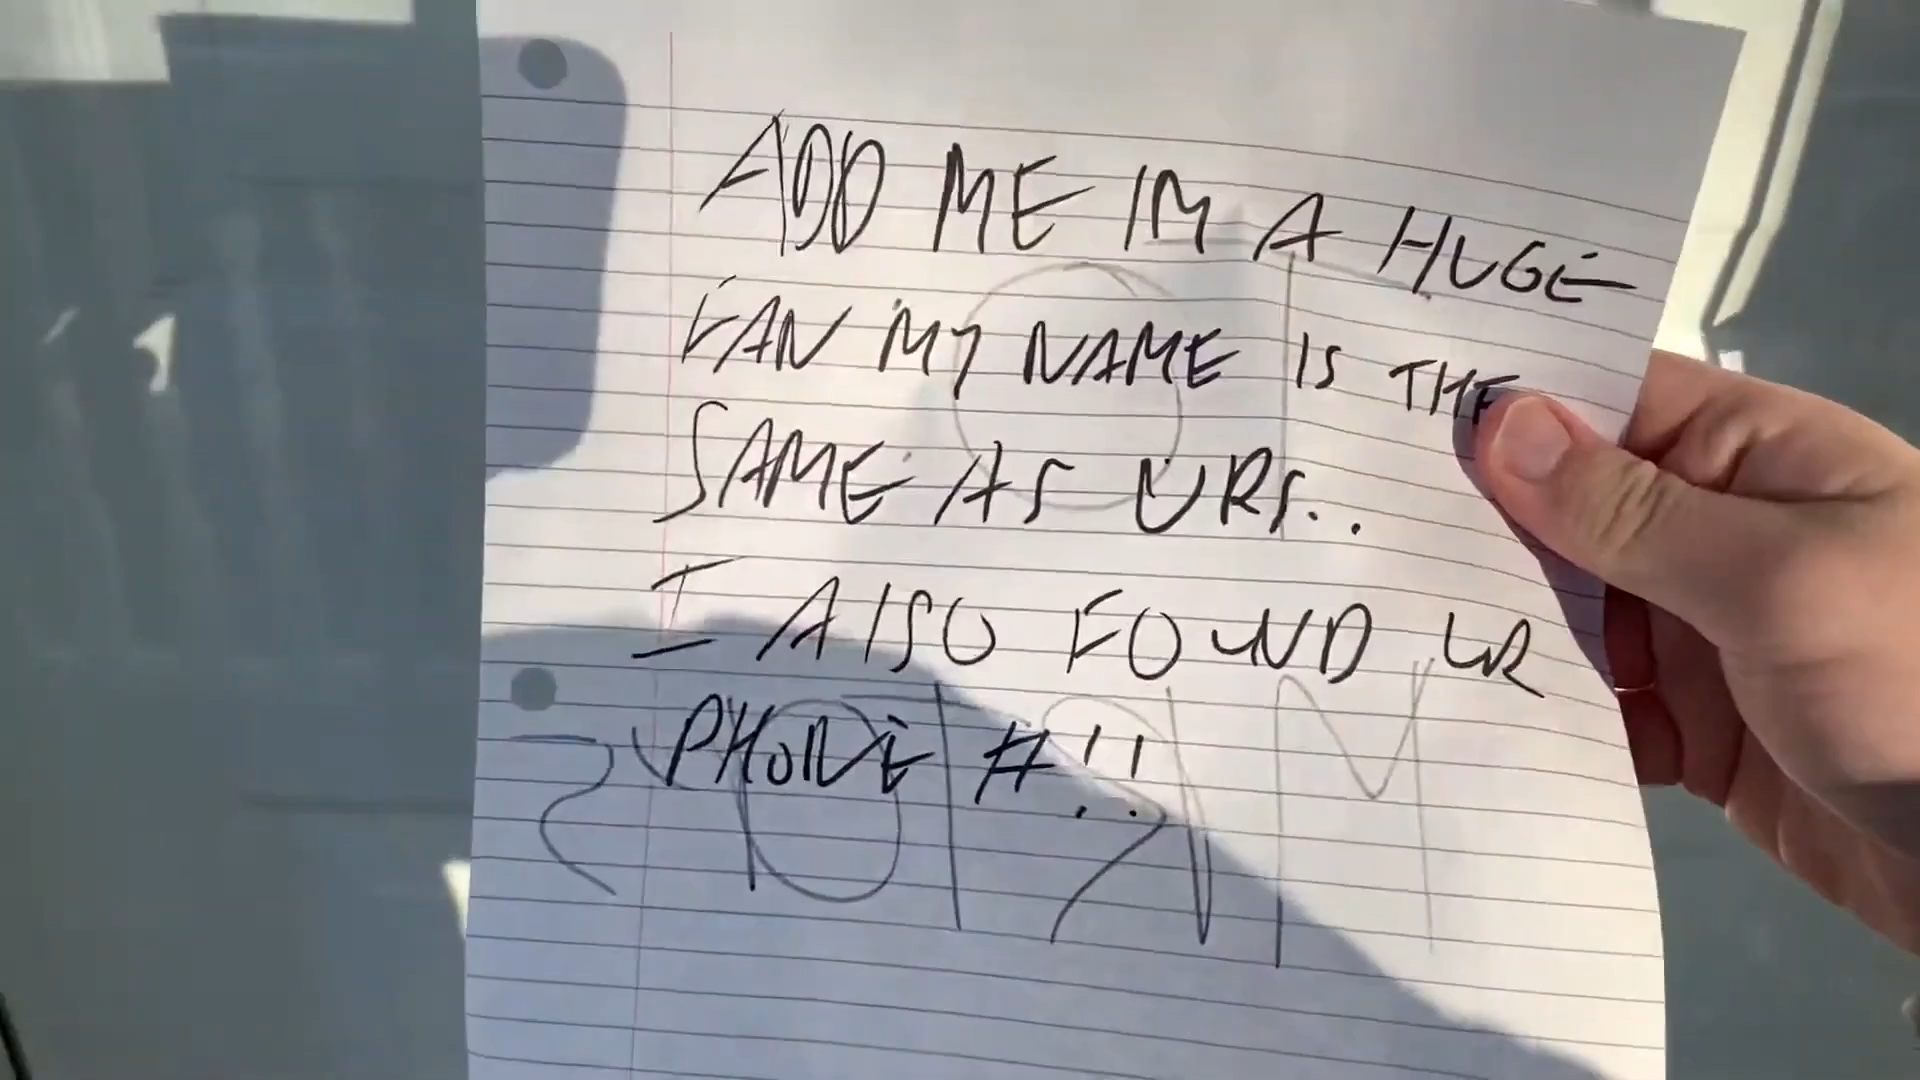 ADD ME IM A HUGE
FAN MY NAME IS THE
SAME AS URS..
I ALSO FOUND UR
PHONE #!!